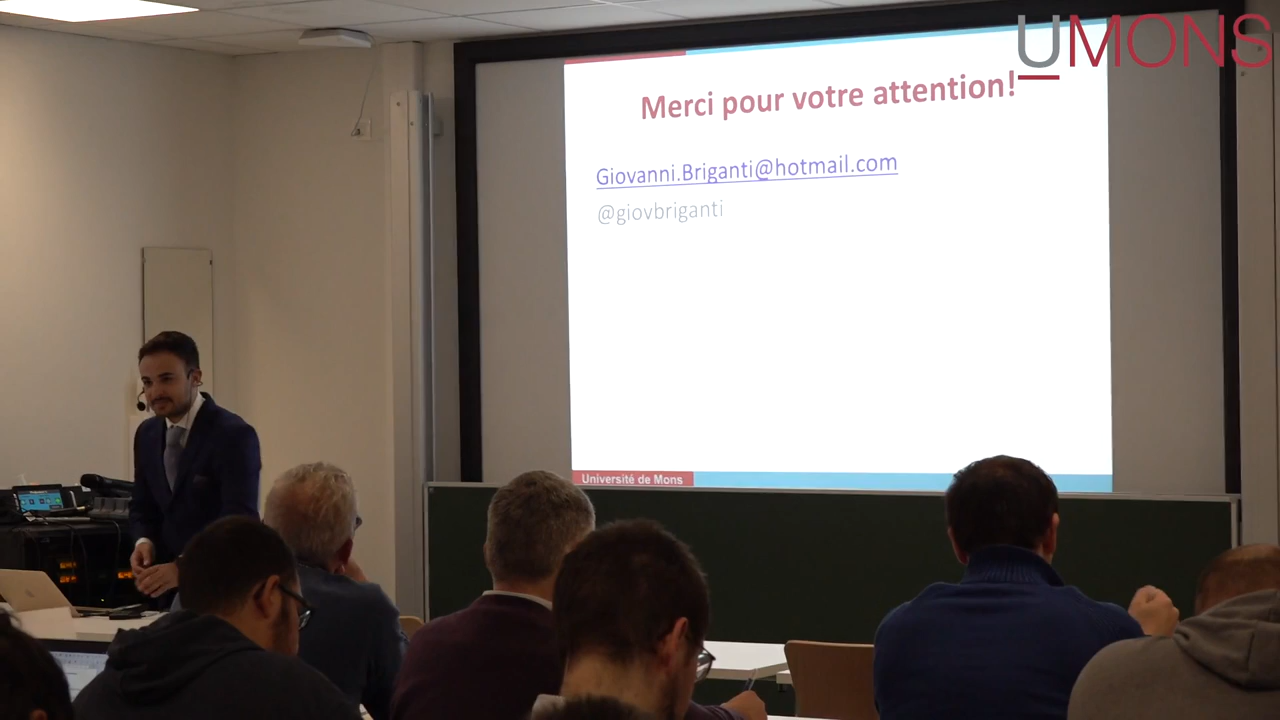 UMONS
Merci pour votre attention!
Giovanni.Briganti@hotmail.com
@giovbriganti
Université de Mons